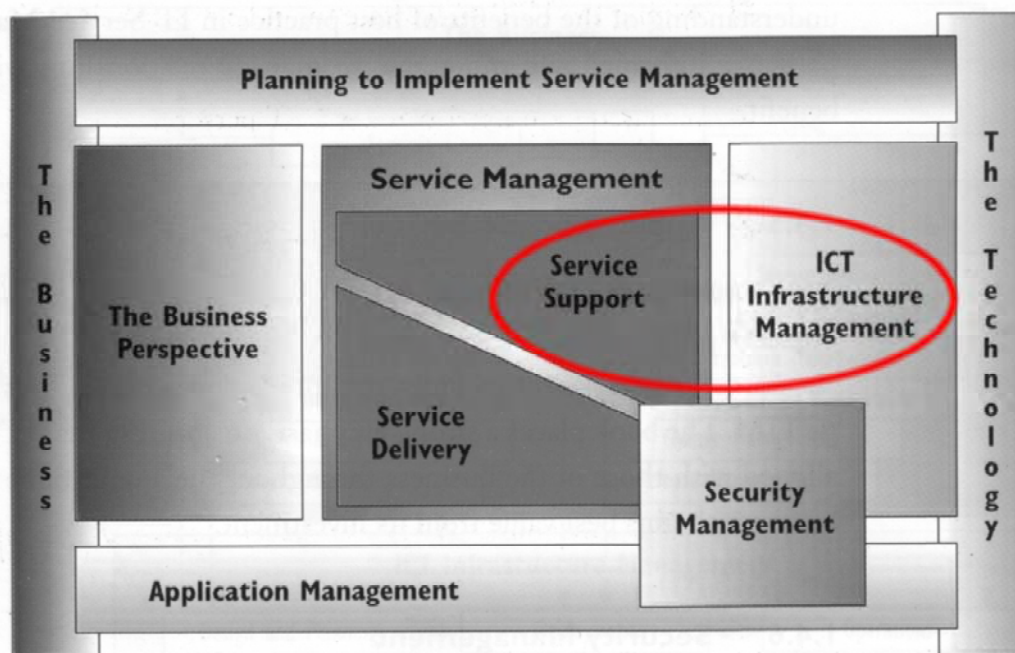 Planning to Implement Service Management
The Business
The Business
Perspective
Service Management
Service
Support
Service
Delivery
ICT
Infrastructure
Management
Security
Management
Application Management
The Technology